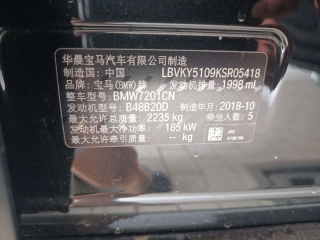 华晨宝马汽车有限公司制造
制造国: 中国 LBVKY5109KSR05418
品牌: 宝马(BMW)牌 发动机排量: 1998 mL
整车型号: BMW7201CN
发动机型号: B48B20D 制造年月: 2018-10
最大允许总质量: 2235 kg 乘坐人数: 5
发动机最大净功率: 185 kW
最大允许牵引质量: -- kg